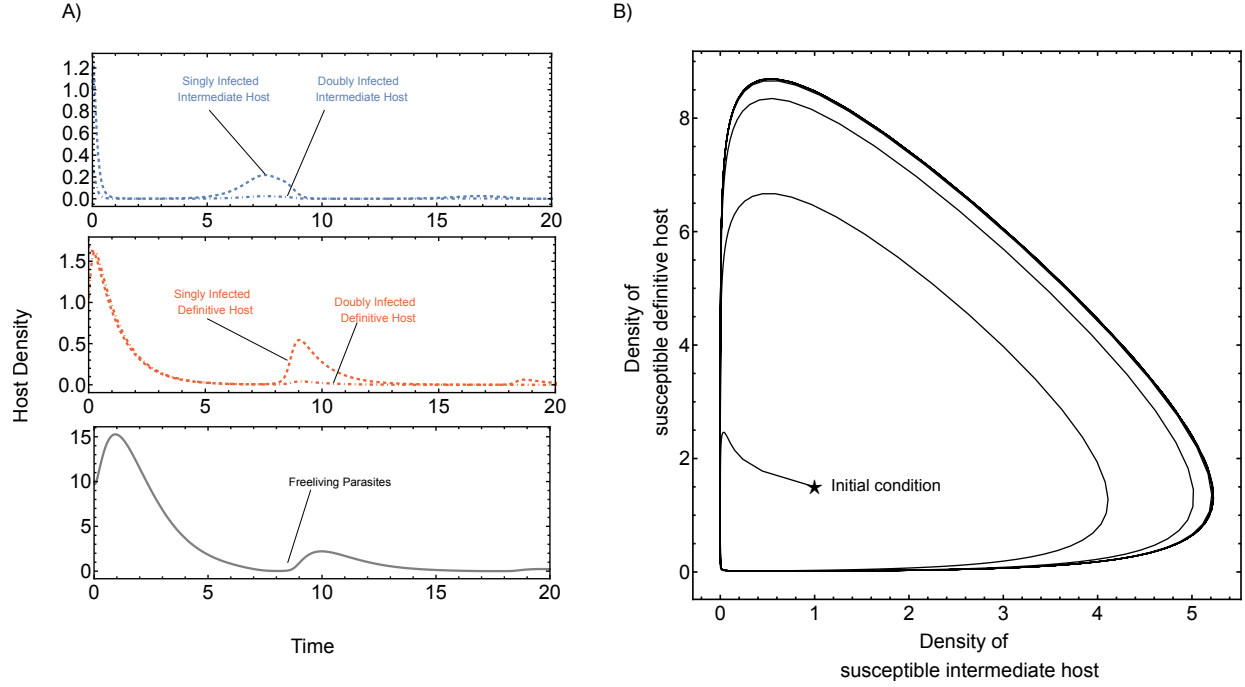 A)
B)
Singly Infected
Intermediate Host
Doubly Infected
Intermediate Host
1.2
1.0
0.8
0.6
0.4
0.2
0.0
0 5 10 15 20
Singly Infected
Definitive Host
Doubly Infected
Definitive Host
1.5
1.0
0.5
0.0
0 5 10 15 20
Freeliving Parasites
15
10
5
0
0 5 10 15 20
Host Density
Time
8
6
4
2
0
0 1 2 3 4 5
Initial condition
Density of
susceptible definitive host
Density of
susceptible intermediate host